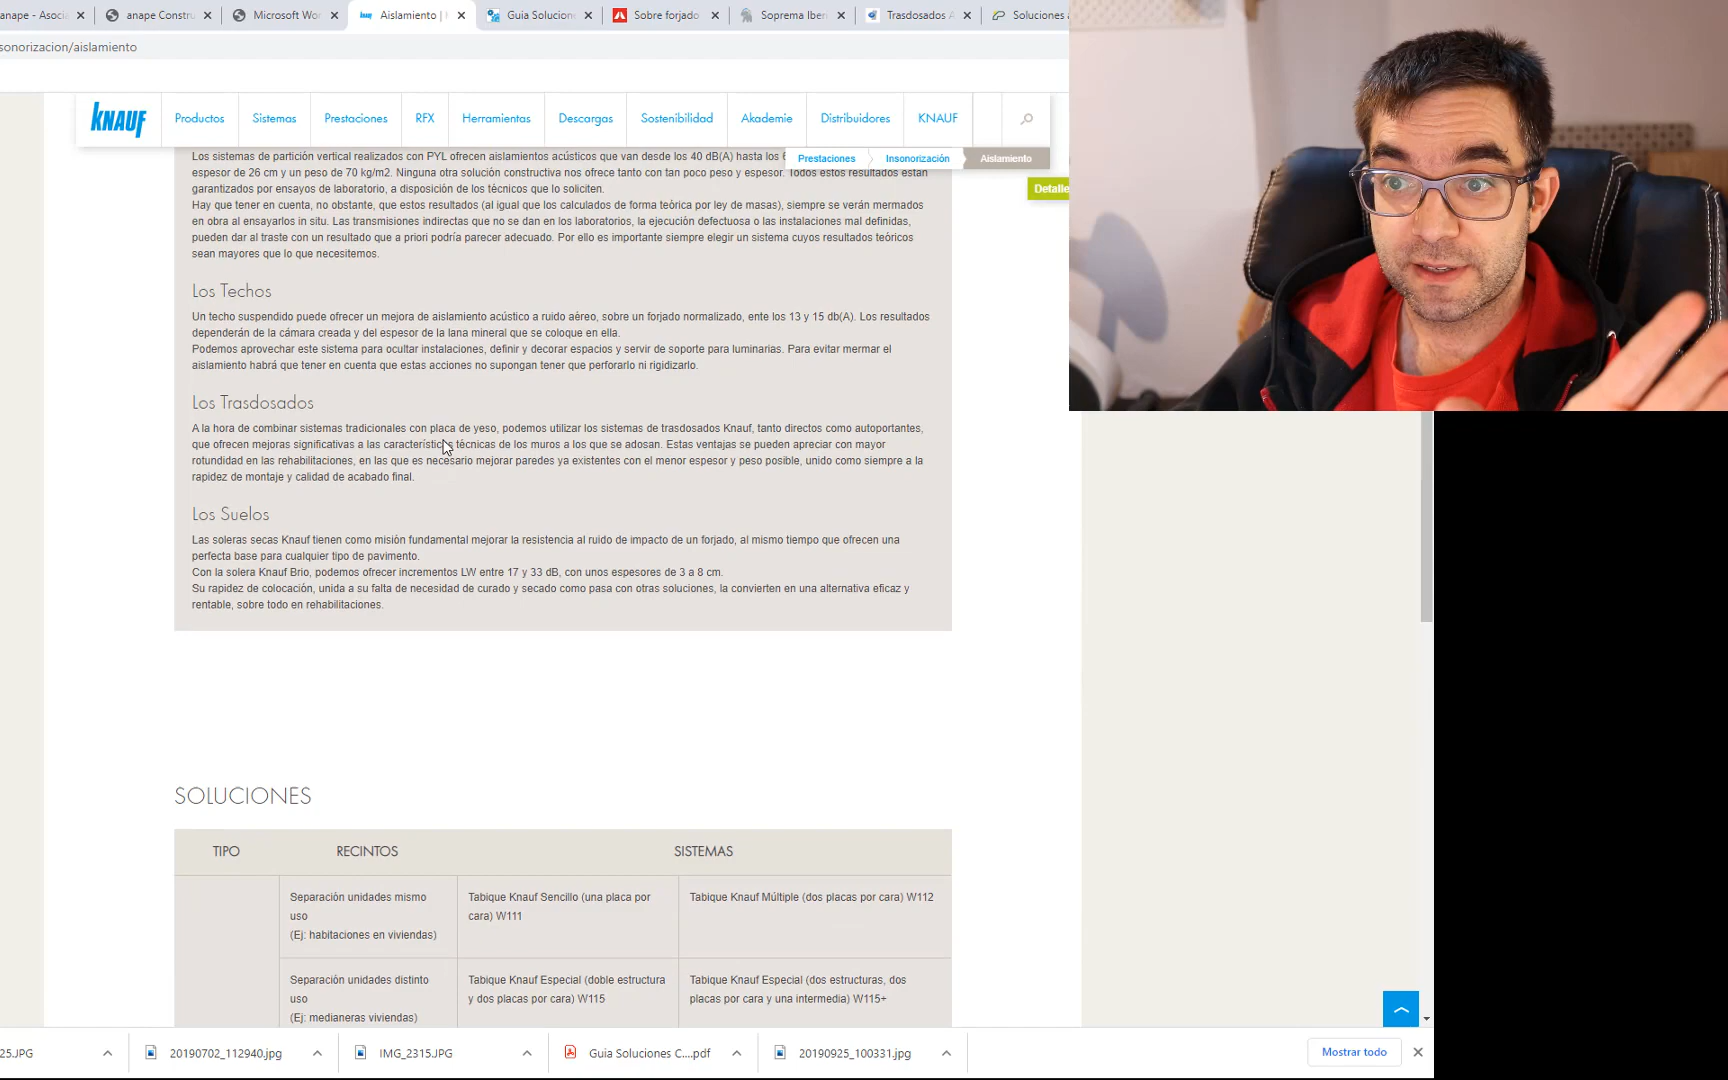 anape - Asocia
anape Constru
Microsoft Wor
Aislamiento |
Guia Solucion
Sobre forjado
Soprema Iber
Trasdosados A
Soluciones a
sonorizacion/aislamiento
KNAUF
Productos
Sistemas
Prestaciones
RFX
Herramientas
Descargas
Sostenibilidad
Akademie
Distribuidores
KNAUF
Prestaciones
Insonorización
Aislamiento
Detalle
Los sistemas de partición vertical realizados con PYL ofrecen aislamientos acústicos que van desde los 40 dB(A) hasta los 6
espesor de 26 cm y un peso de 70 kg/m2. Ninguna otra solución constructiva nos ofrece tanto con tan poco peso y espesor. Todos estos resultados están
garantizados por ensayos de laboratorio, a disposición de los técnicos que lo soliciten.
Hay que tener en cuenta, no obstante, que estos resultados (al igual que los calculados de forma teórica por ley de masas), siempre se verán mermados
en obra al ensayarlos in situ. Las transmisiones indirectas que no se dan en los laboratorios, la ejecución defectuosa o las instalaciones mal definidas,
pueden dar al traste con un resultado que a priori podría parecer adecuado. Por ello es importante siempre elegir un sistema cuyos resultados teóricos
sean mayores que lo que necesitemos.
Los Techos
Un techo suspendido puede ofrecer un mejora de aislamiento acústico a ruido aéreo, sobre un forjado normalizado, ente los 13 y 15 db(A). Los resultados
dependerán de la cámara creada y del espesor de la lana mineral que se coloque en ella.
Podemos aprovechar este sistema para ocultar instalaciones, definir y decorar espacios y servir de soporte para luminarias. Para evitar mermar el
aislamiento habrá que tener en cuenta que estas acciones no supongan tener que perforarlo ni rigidizarlo.
Los Trasdosados
A la hora de combinar sistemas tradicionales con placa de yeso, podemos utilizar los sistemas de trasdosados Knauf, tanto directos como autoportantes,
que ofrecen mejoras significativas a las características técnicas de los muros a los que se adosan. Estas ventajas se pueden apreciar con mayor
rotundidad en las rehabilitaciones, en las que es necesario mejorar paredes ya existentes con el menor espesor y peso posible, unido como siempre a la
rapidez de montaje y calidad de acabado final.
Los Suelos
Las soleras secas Knauf tienen como misión fundamental mejorar la resistencia al ruido de impacto de un forjado, al mismo tiempo que ofrecen una
perfecta base para cualquier tipo de pavimento.
Con la solera Knauf Brio, podemos ofrecer incrementos LW entre 17 y 33 dB, con unos espesores de 3 a 8 cm.
Su rapidez de colocación, unida a su falta de necesidad de curado y secado como pasa con otras soluciones, la convierten en una alternativa eficaz y
rentable, sobre todo en rehabilitaciones.
SOLUCIONES
TIPO
RECINTOS
SISTEMAS
Separación unidades mismo
uso
(Ej: habitaciones en viviendas)
Tabique Knauf Sencillo (una placa por
cara) W111
Tabique Knauf Múltiple (dos placas por cara) W112
Separación unidades distinto
uso
(Ej: medianeras viviendas)
Tabique Knauf Especial (doble estructura
y dos placas por cara) W115
Tabique Knauf Especial (dos estructuras, dos
placas por cara y una intermedia) W115+
25.JPG
20190702_112940.jpg
IMG_2315.JPG
Guia Soluciones C....pdf
20190925_100331.jpg
Mostrar todo